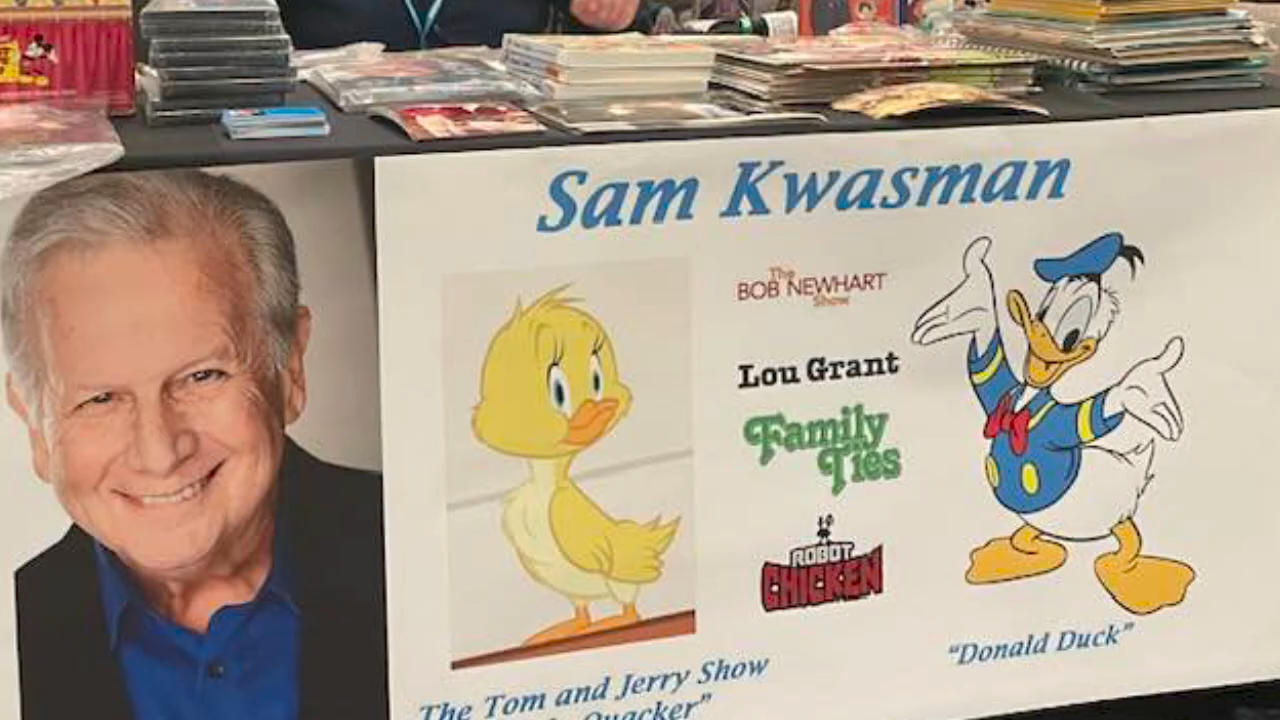 Sam Kwasman
The
BOB NEWHART
Show
Lou Grant
Family
Ties
ROBOT
CHICKEN
"Donald Duck"
The Tom and Jerry Show
Quacker"